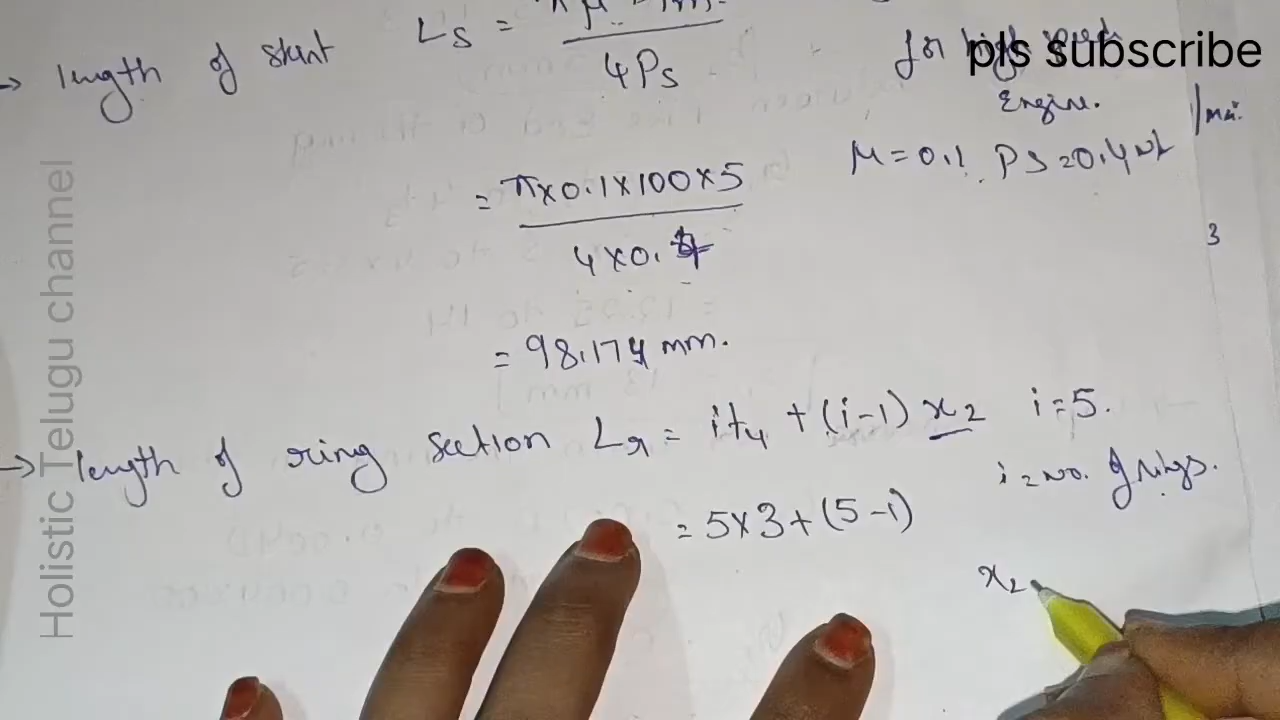 pls subscribe
Holistic Telugu channel
→ length of skirt Ls =
4Ps
for high speed
Engine.
μ = 0.1 Ps = 0.4 N/
= π×0.1×100×5
4×0.4
= 98.174 mm.
3
→ length of ring section Lr = it4 + (i-1) x2 i = 5.
i = no. of rings.
= 5×3+(5-1)
x2